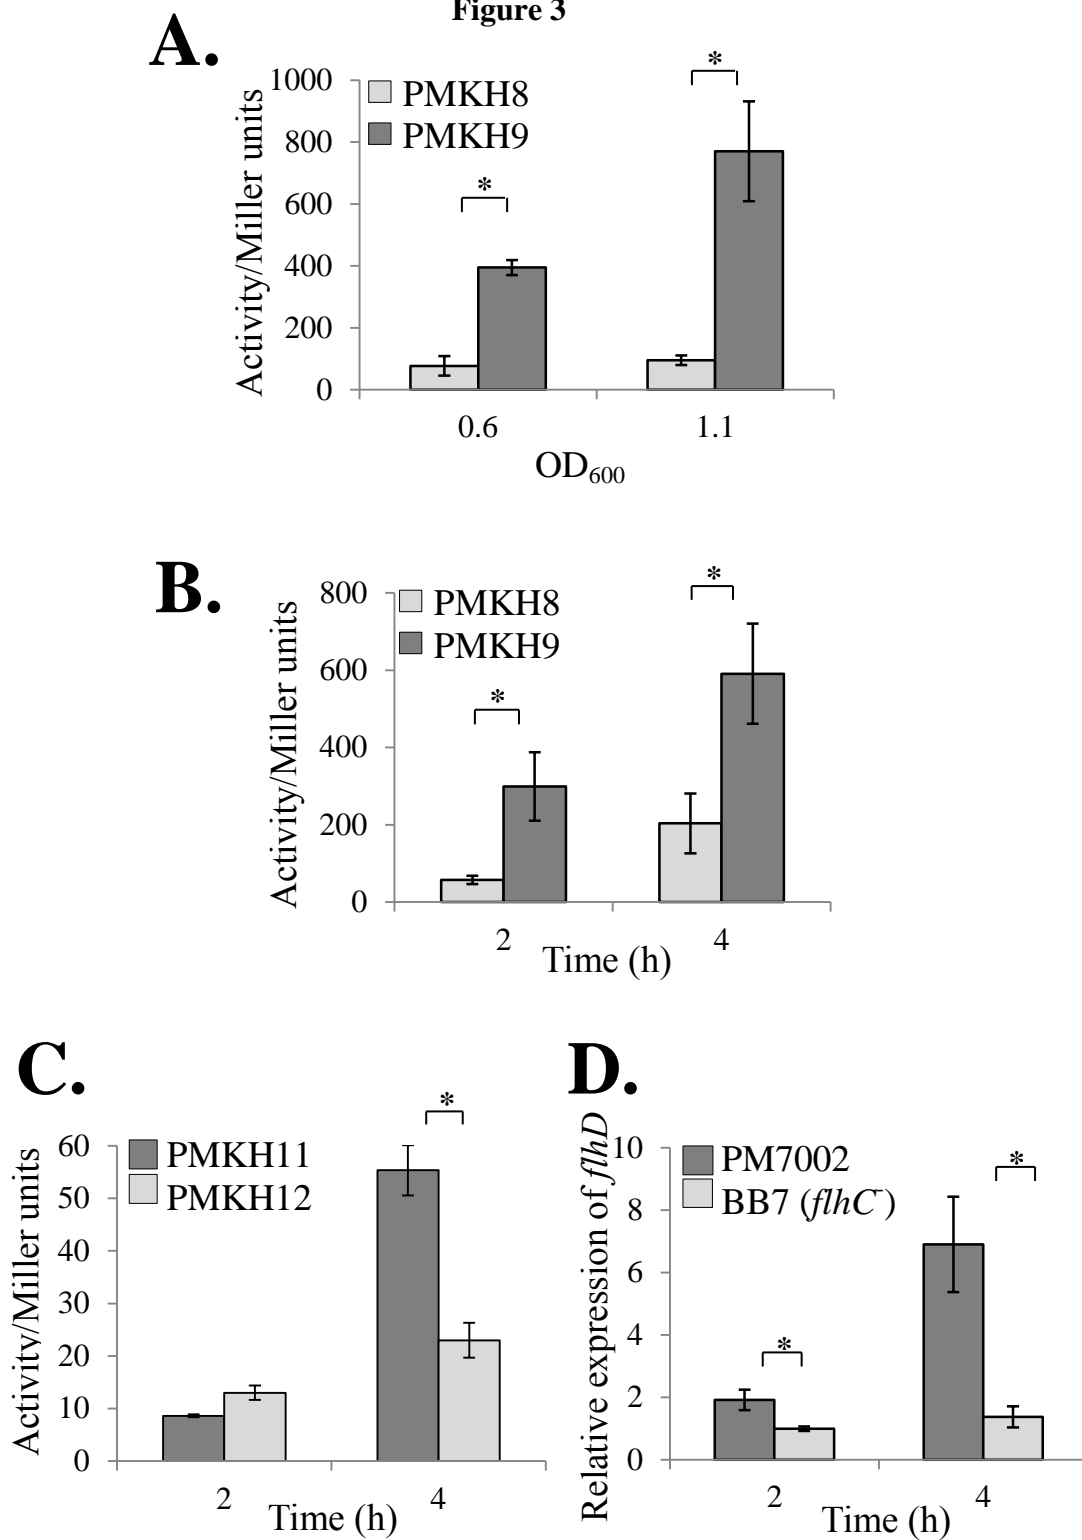 Figure 3
A.
Activity/Miller units
1000
800
600
400
200
0
PMKH8
PMKH9
*
*
0.6
1.1
OD600
B.
Activity/Miller units
800
600
400
200
0
PMKH8
PMKH9
*
*
2
4
Time (h)
C.
Activity/Miller units
60
50
40
30
20
10
0
PMKH11
PMKH12
*
2
4
Time (h)
D.
Relative expression of flhD
10
8
6
4
2
0
PM7002
BB7 (flhC-)
*
*
2
4
Time (h)